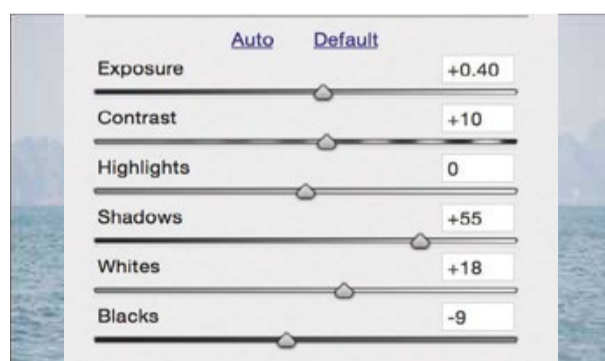 Auto Default
Exposure +0.40
Contrast +10
Highlights 0
Shadows +55
Whites +18
Blacks -9